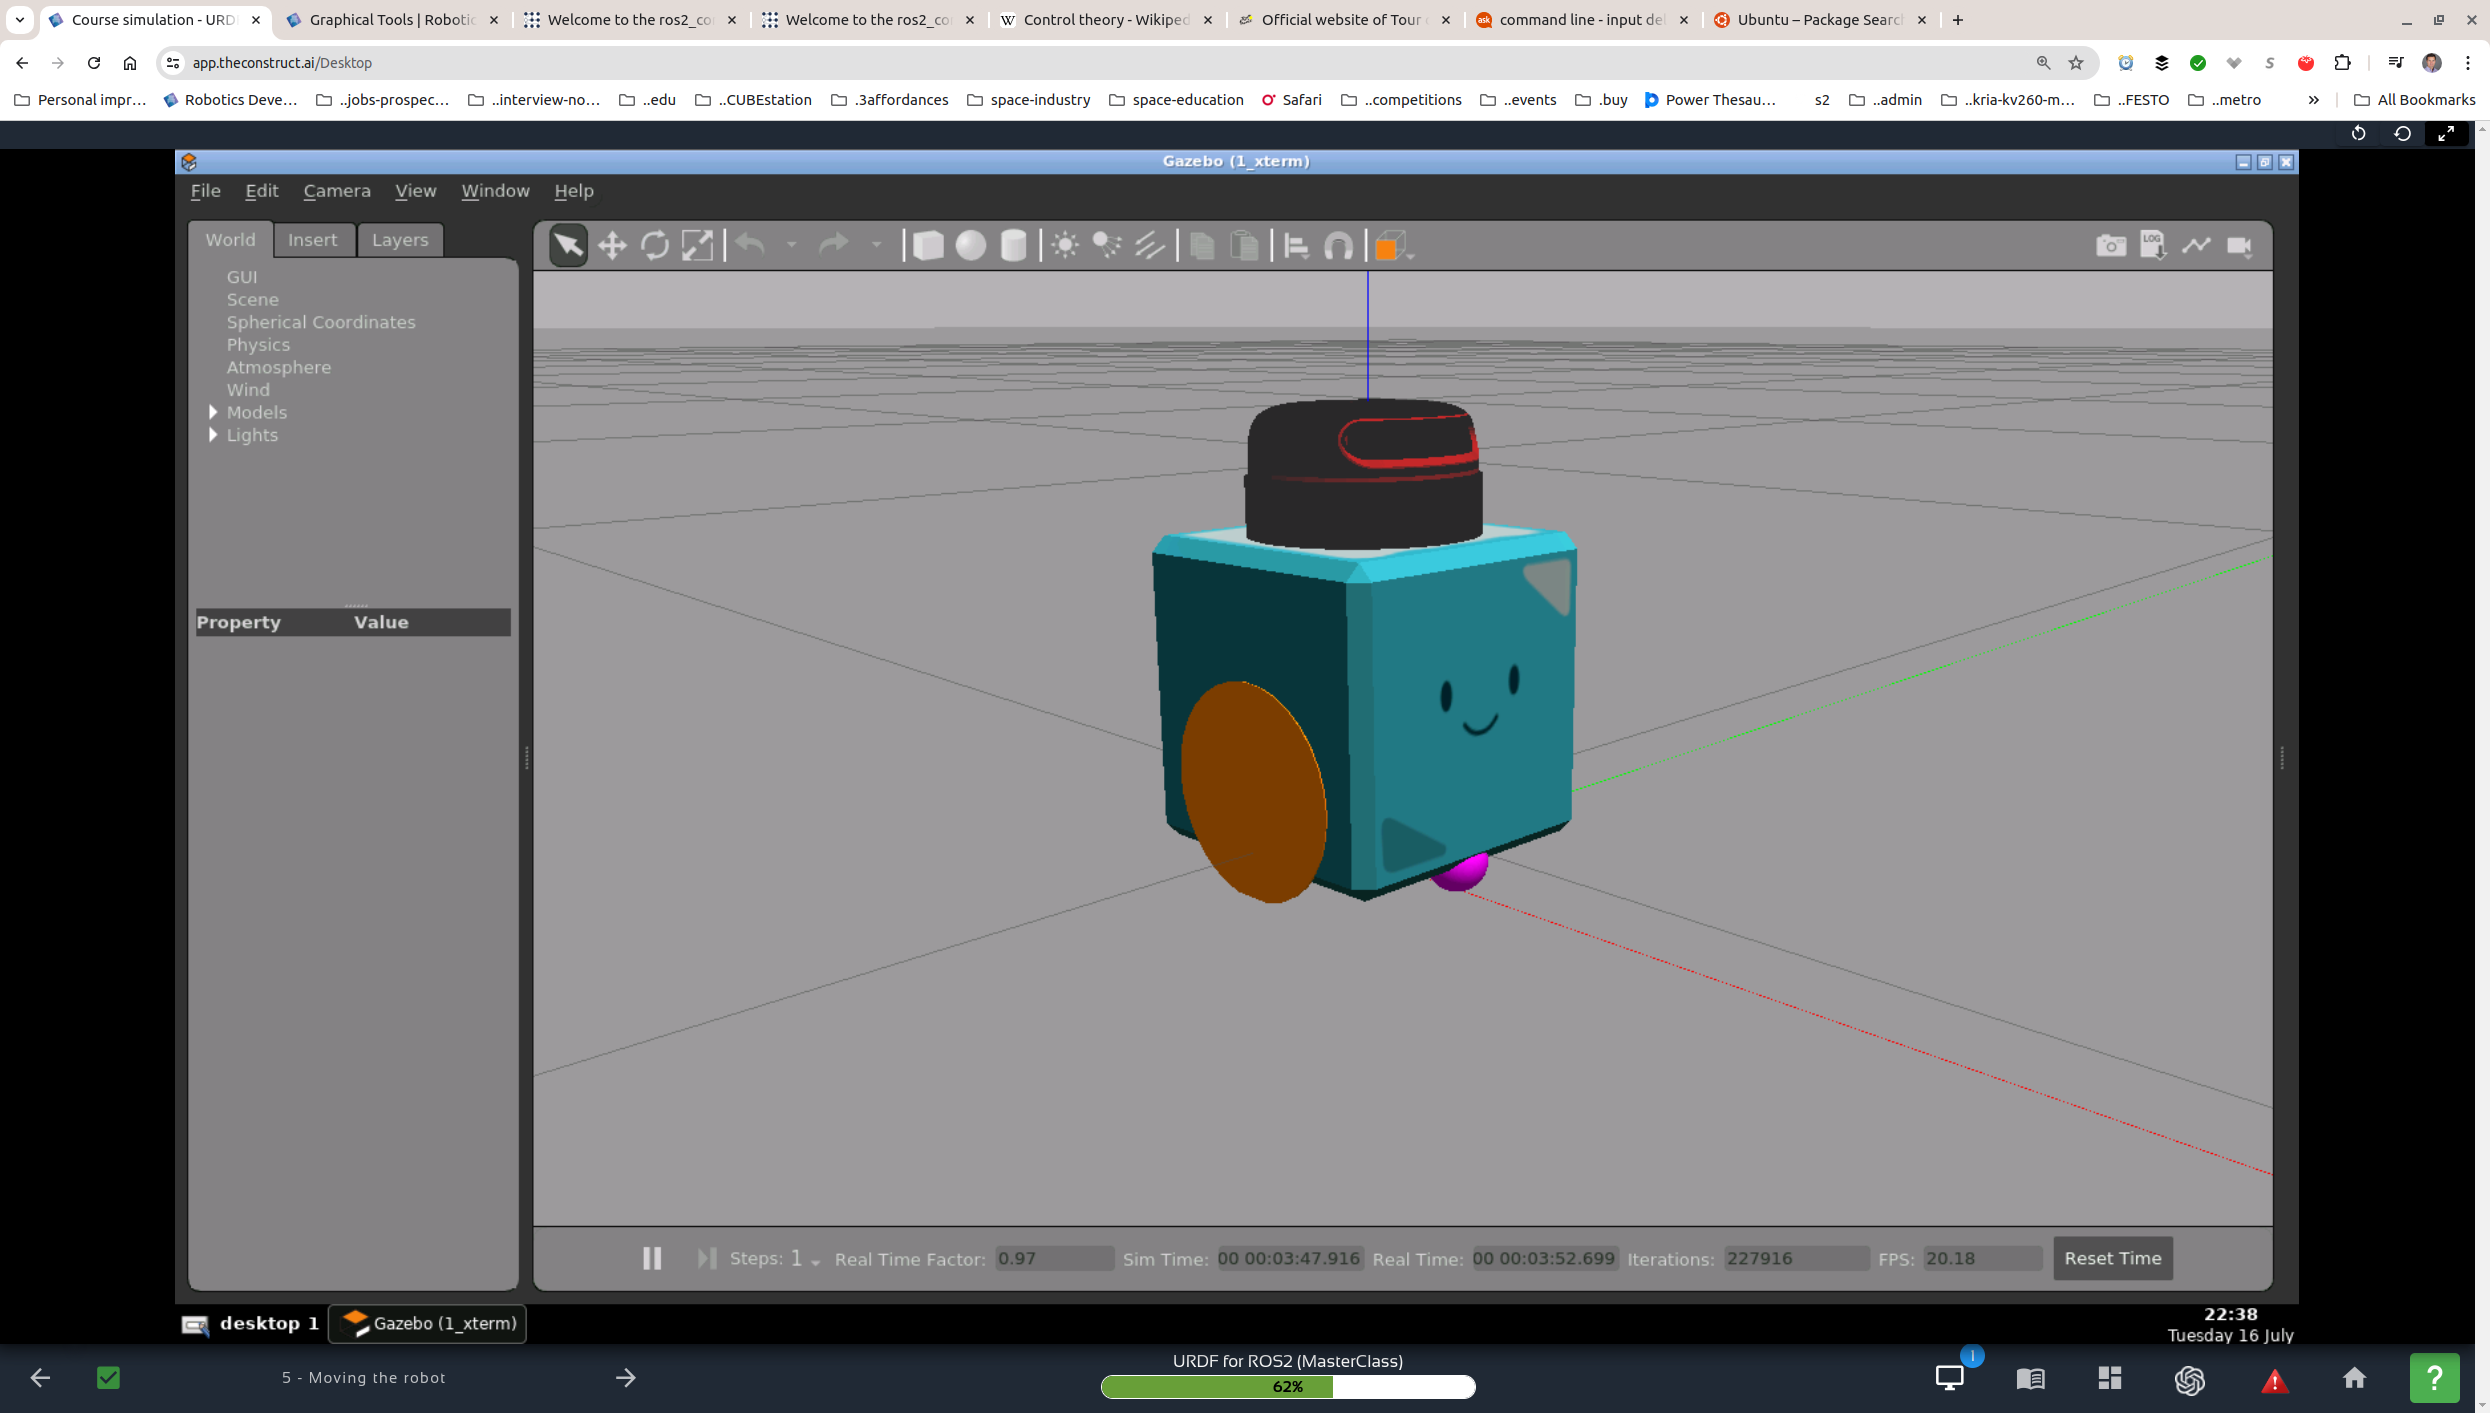 Course simulation - URD
Graphical Tools | Robotic
Welcome to the ros2_co
Welcome to the ros2_co
Control theory - Wikiped
Official website of Tour
command line - input de
Ubuntu – Package Searc
app.theconstruct.ai/Desktop
Personal impr...
Robotics Deve...
..jobs-prospec...
..interview-no...
..edu
..CUBEstation
.3affordances
space-industry
space-education
Safari
..competitions
..events
.buy
Power Thesau...
s2
..admin
..kria-kv260-m...
..FESTO
..metro
All Bookmarks
Gazebo (1_xterm)
File Edit Camera View Window Help
World Insert Layers
LOG
GUI
Scene
Spherical Coordinates
Physics
Atmosphere
Wind
Models
Lights
Property Value
Steps: 1 Real Time Factor: 0.97 Sim Time: 00 00:03:47.916 Real Time: 00 00:03:52.699 Iterations: 227916 FPS: 20.18 Reset Time
desktop 1 Gazebo (1_xterm)
22:38
Tuesday 16 July
5 - Moving the robot
URDF for ROS2 (MasterClass)
62%
1
?